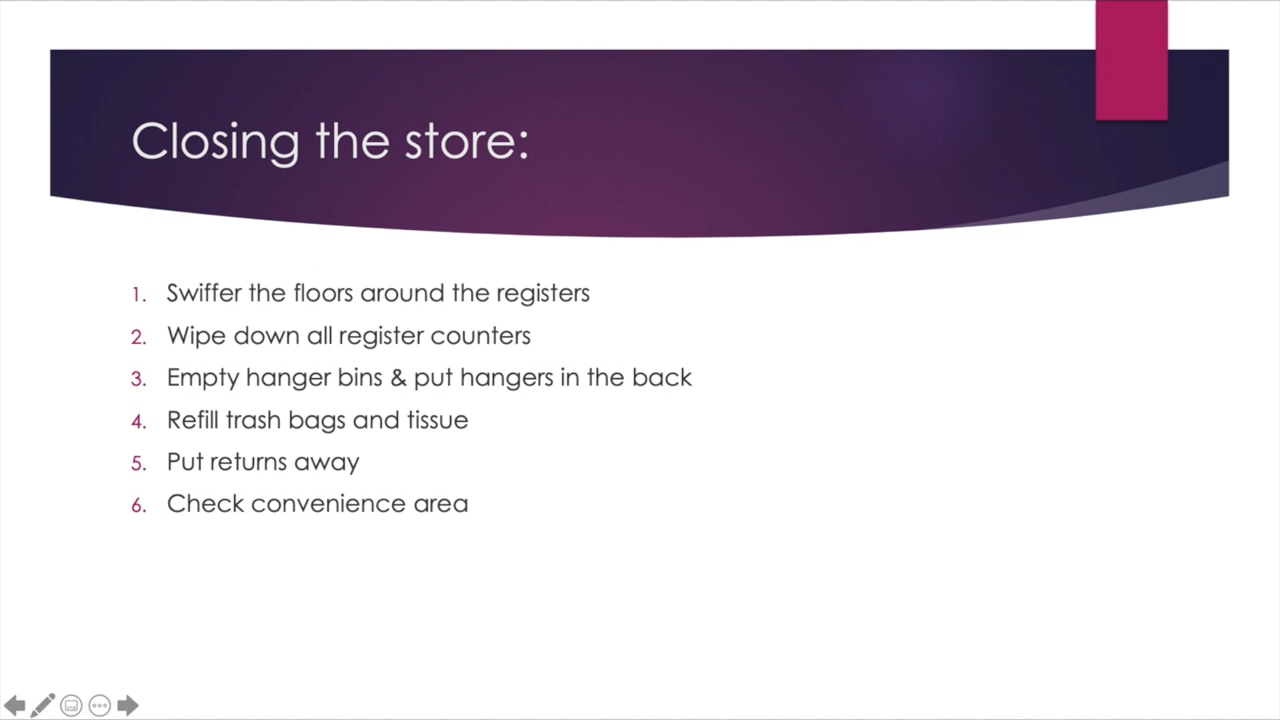 Closing the store:
1. Swiffer the floors around the registers
2. Wipe down all register counters
3. Empty hanger bins & put hangers in the back
4. Refill trash bags and tissue
5. Put returns away
6. Check convenience area